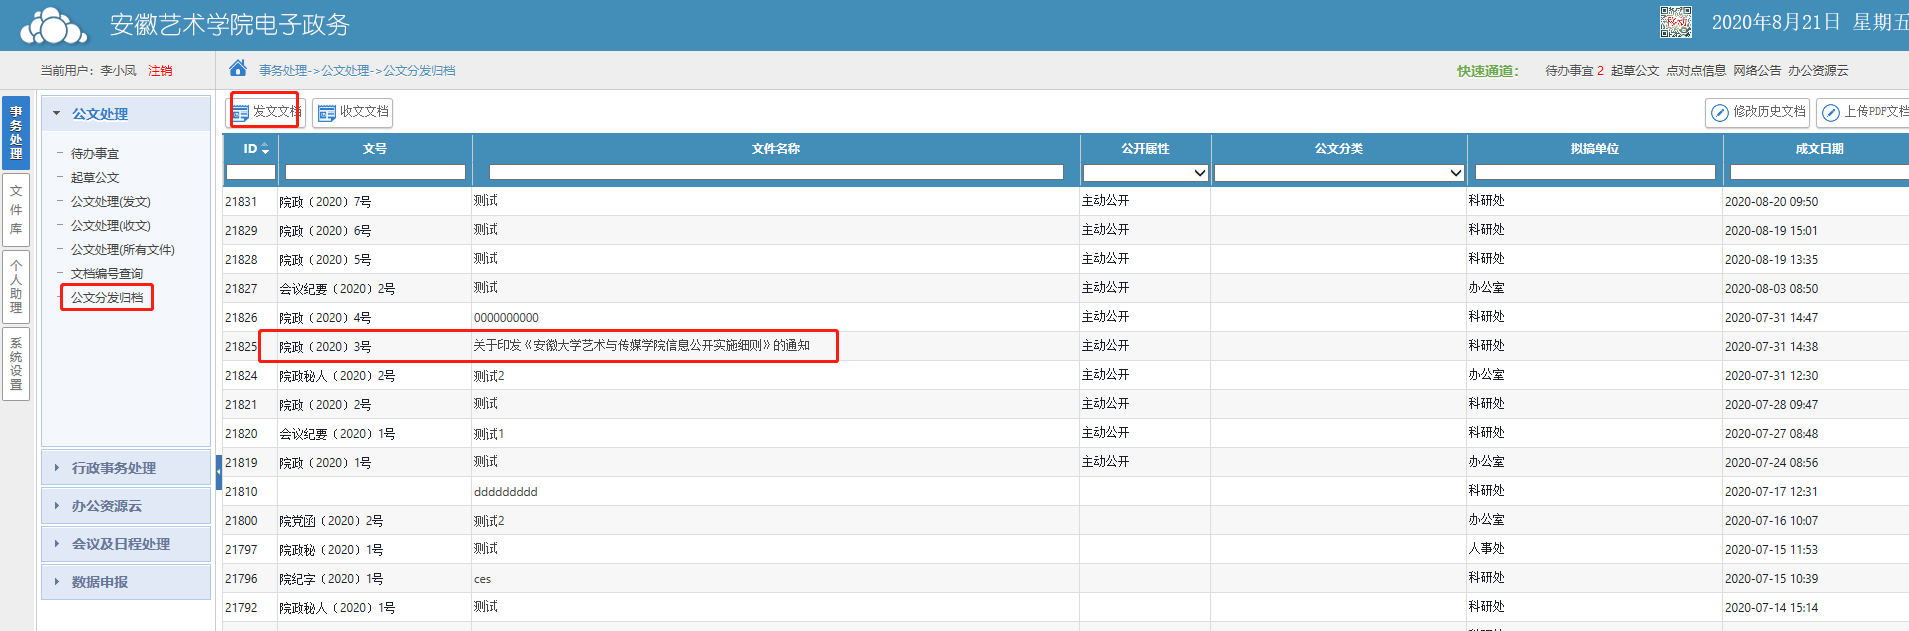 安徽艺术学院电子政务
2020年8月21日 星期五
当前用户：李小凤 注销
事务处理->公文处理->公文分发归档
快速通道： 待办事宜 2 起草公文 点对点信息 网络公告 办公资源云
事务处理
文件库
个人助理
系统设置
公文处理
待办事宜
起草公文
公文处理(发文)
公文处理(收文)
公文处理(所有文件)
文档编号查询
公文分发归档
行政事务处理
办公资源云
会议及日程处理
数据申报
发文文档 收文文档 修改历史文档 上传PDF文档
ID 文号 文件名称 公开属性 公文分类 拟搞单位 成文日期
21831 院政（2020）7号 测试 主动公开 科研处 2020-08-20 09:50
21829 院政（2020）6号 测试 主动公开 科研处 2020-08-19 15:01
21828 院政（2020）5号 测试 主动公开 科研处 2020-08-19 13:35
21827 会议纪要（2020）2号 测试 主动公开 办公室 2020-08-03 08:50
21826 院政（2020）4号 0000000000 主动公开 科研处 2020-07-31 14:47
21825 院政（2020）3号 关于印发《安徽大学艺术与传媒学院信息公开实施细则》的通知 主动公开 科研处 2020-07-31 14:38
21824 院政秘人（2020）2号 测试2 主动公开 办公室 2020-07-31 12:30
21821 院政（2020）2号 测试 主动公开 科研处 2020-07-28 09:47
21820 会议纪要（2020）1号 测试1 主动公开 科研处 2020-07-27 08:48
21819 院政（2020）1号 测试 主动公开 办公室 2020-07-24 08:56
21810 ddddddddd 科研处 2020-07-17 12:31
21800 院党函（2020）2号 测试2 办公室 2020-07-16 10:07
21797 院政秘（2020）1号 测试 人事处 2020-07-15 11:53
21796 院纪字（2020）1号 ces 科研处 2020-07-15 10:39
21792 院政秘人（2020）1号 测试 科研处 2020-07-14 15:14